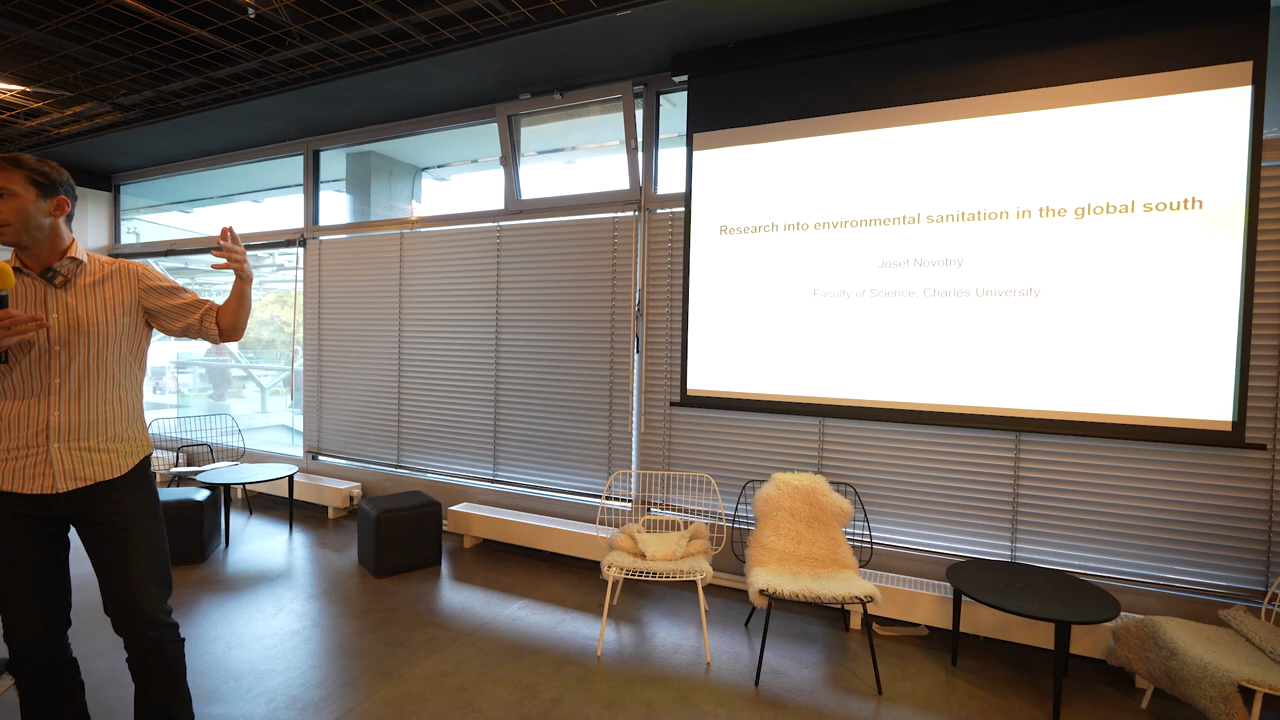 Research into environmental sanitation in the global south
Josef Novotny
Faculty of Science, Charles University